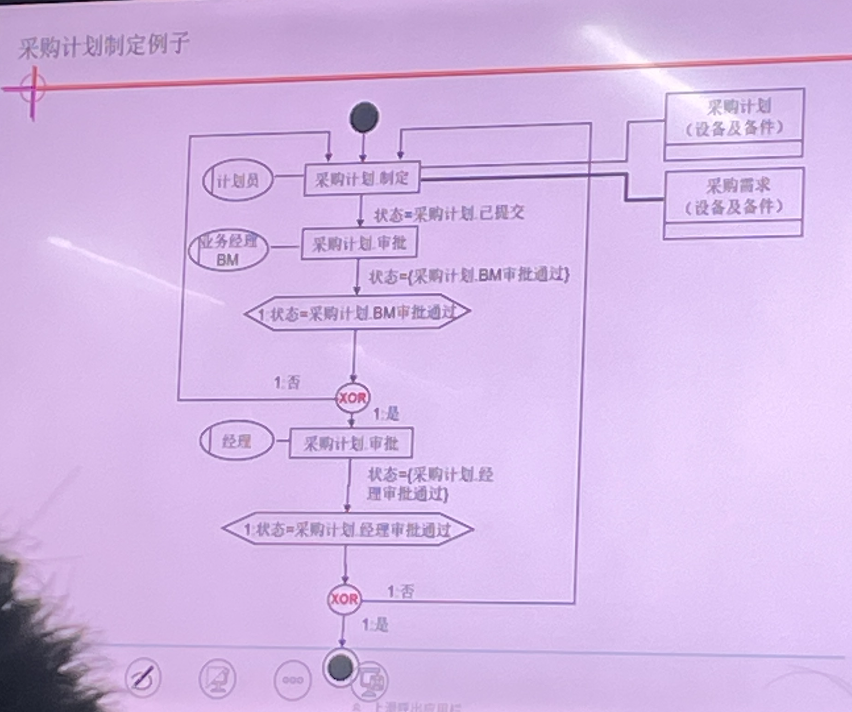 采购计划制定例子
采购计划
（设备及备件）
计划员
采购计划.制定
采购需求
（设备及备件）
状态=采购计划.已提交
业务经理
BM
采购计划.审批
状态={采购计划.BM审批通过}
1:状态=采购计划.BM审批通过
1:否
XOR
1:是
经理
采购计划.审批
状态={采购计划.经
理审批通过}
1:状态=采购计划.经理审批通过
XOR
1:否
1:是